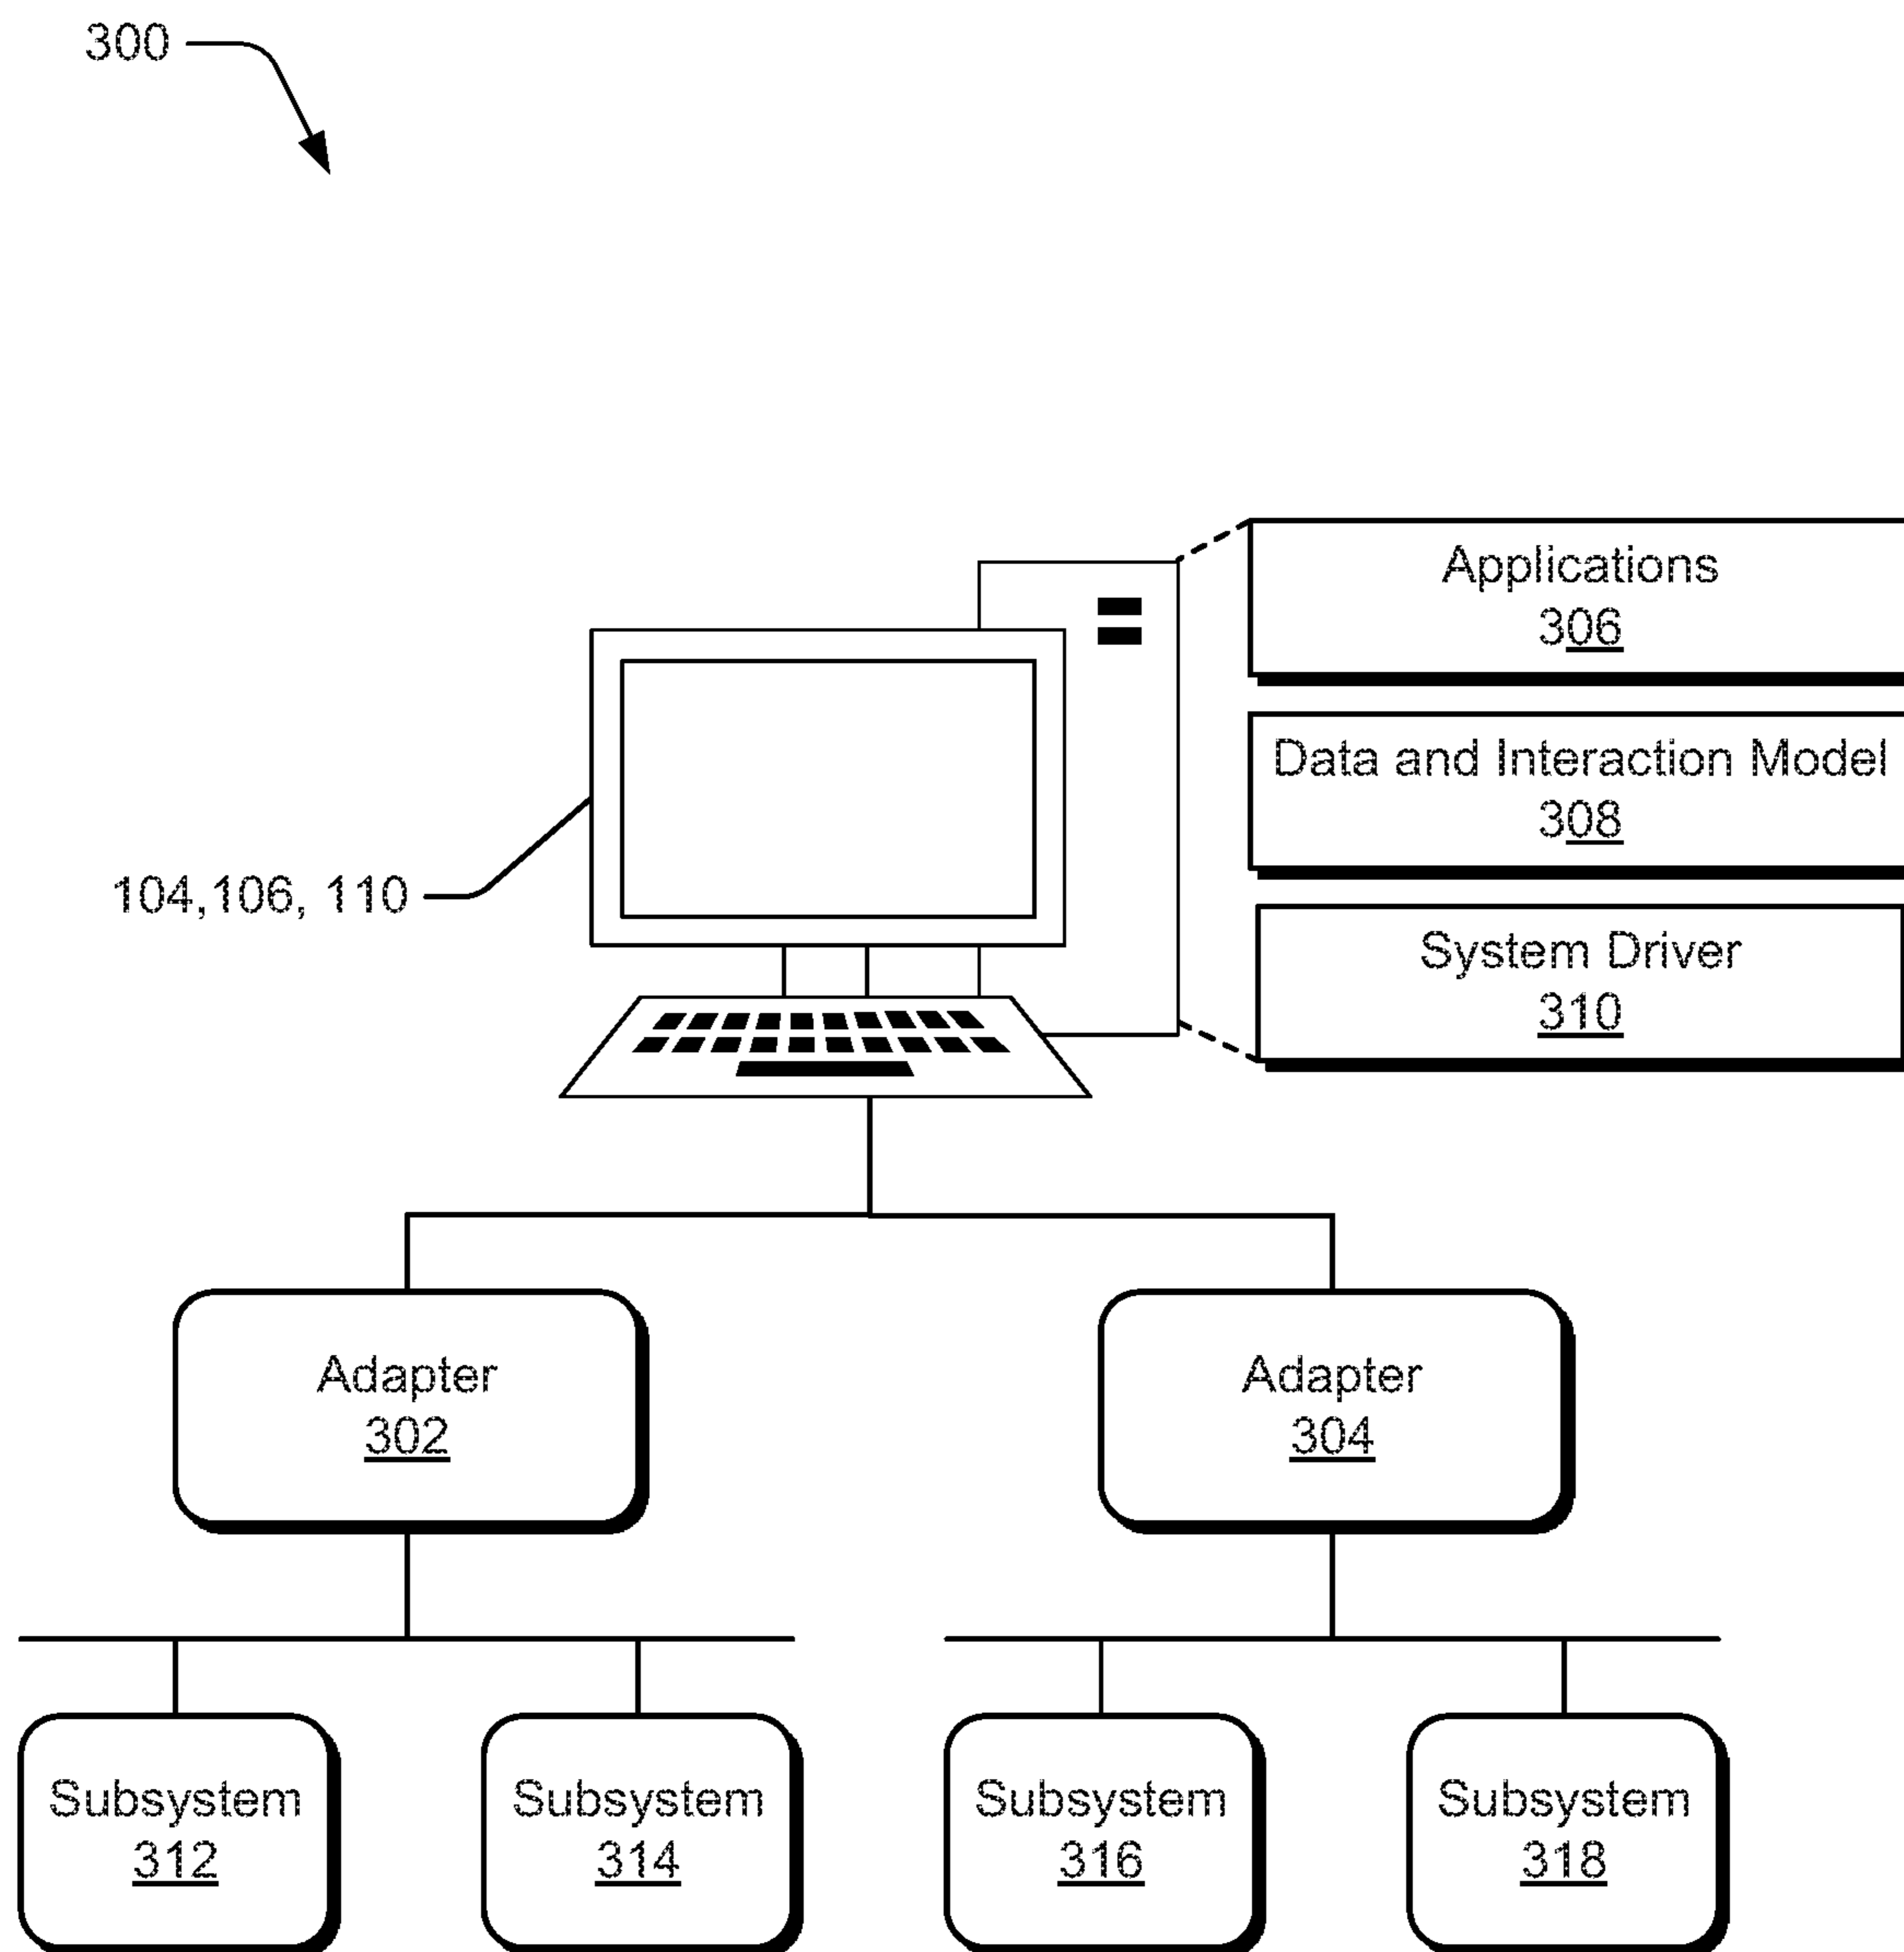 300
Applications
306
Data and Interaction Model
308
104,106, 110
System Driver
310
Adapter
302
Adapter
304
Subsystem
312
Subsystem
314
Subsystem
316
Subsystem
318